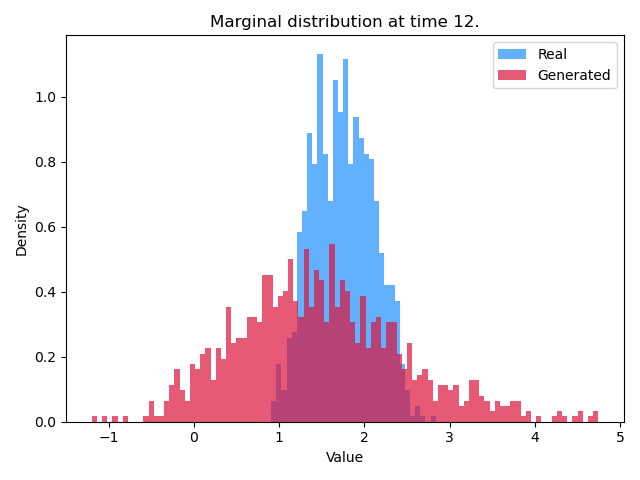 Marginal distribution at time 12.
Real
Generated
1.0
0.8
0.6
0.4
0.2
0.0
Density
−1
0
1
2
3
4
5
Value